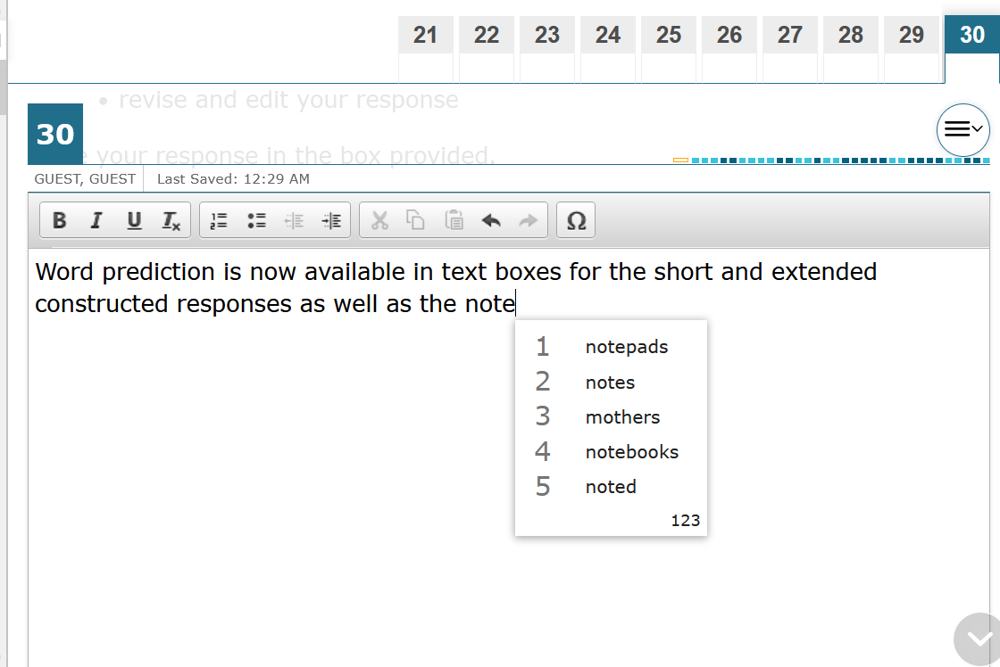 21 22 23 24 25 26 27 28 29 30
• revise and edit your response
30
your response in the box provided.
GUEST, GUEST Last Saved: 12:29 AM
B I U Tx Ω
Word prediction is now available in text boxes for the short and extended
constructed responses as well as the note
1 notepads
2 notes
3 mothers
4 notebooks
5 noted
123